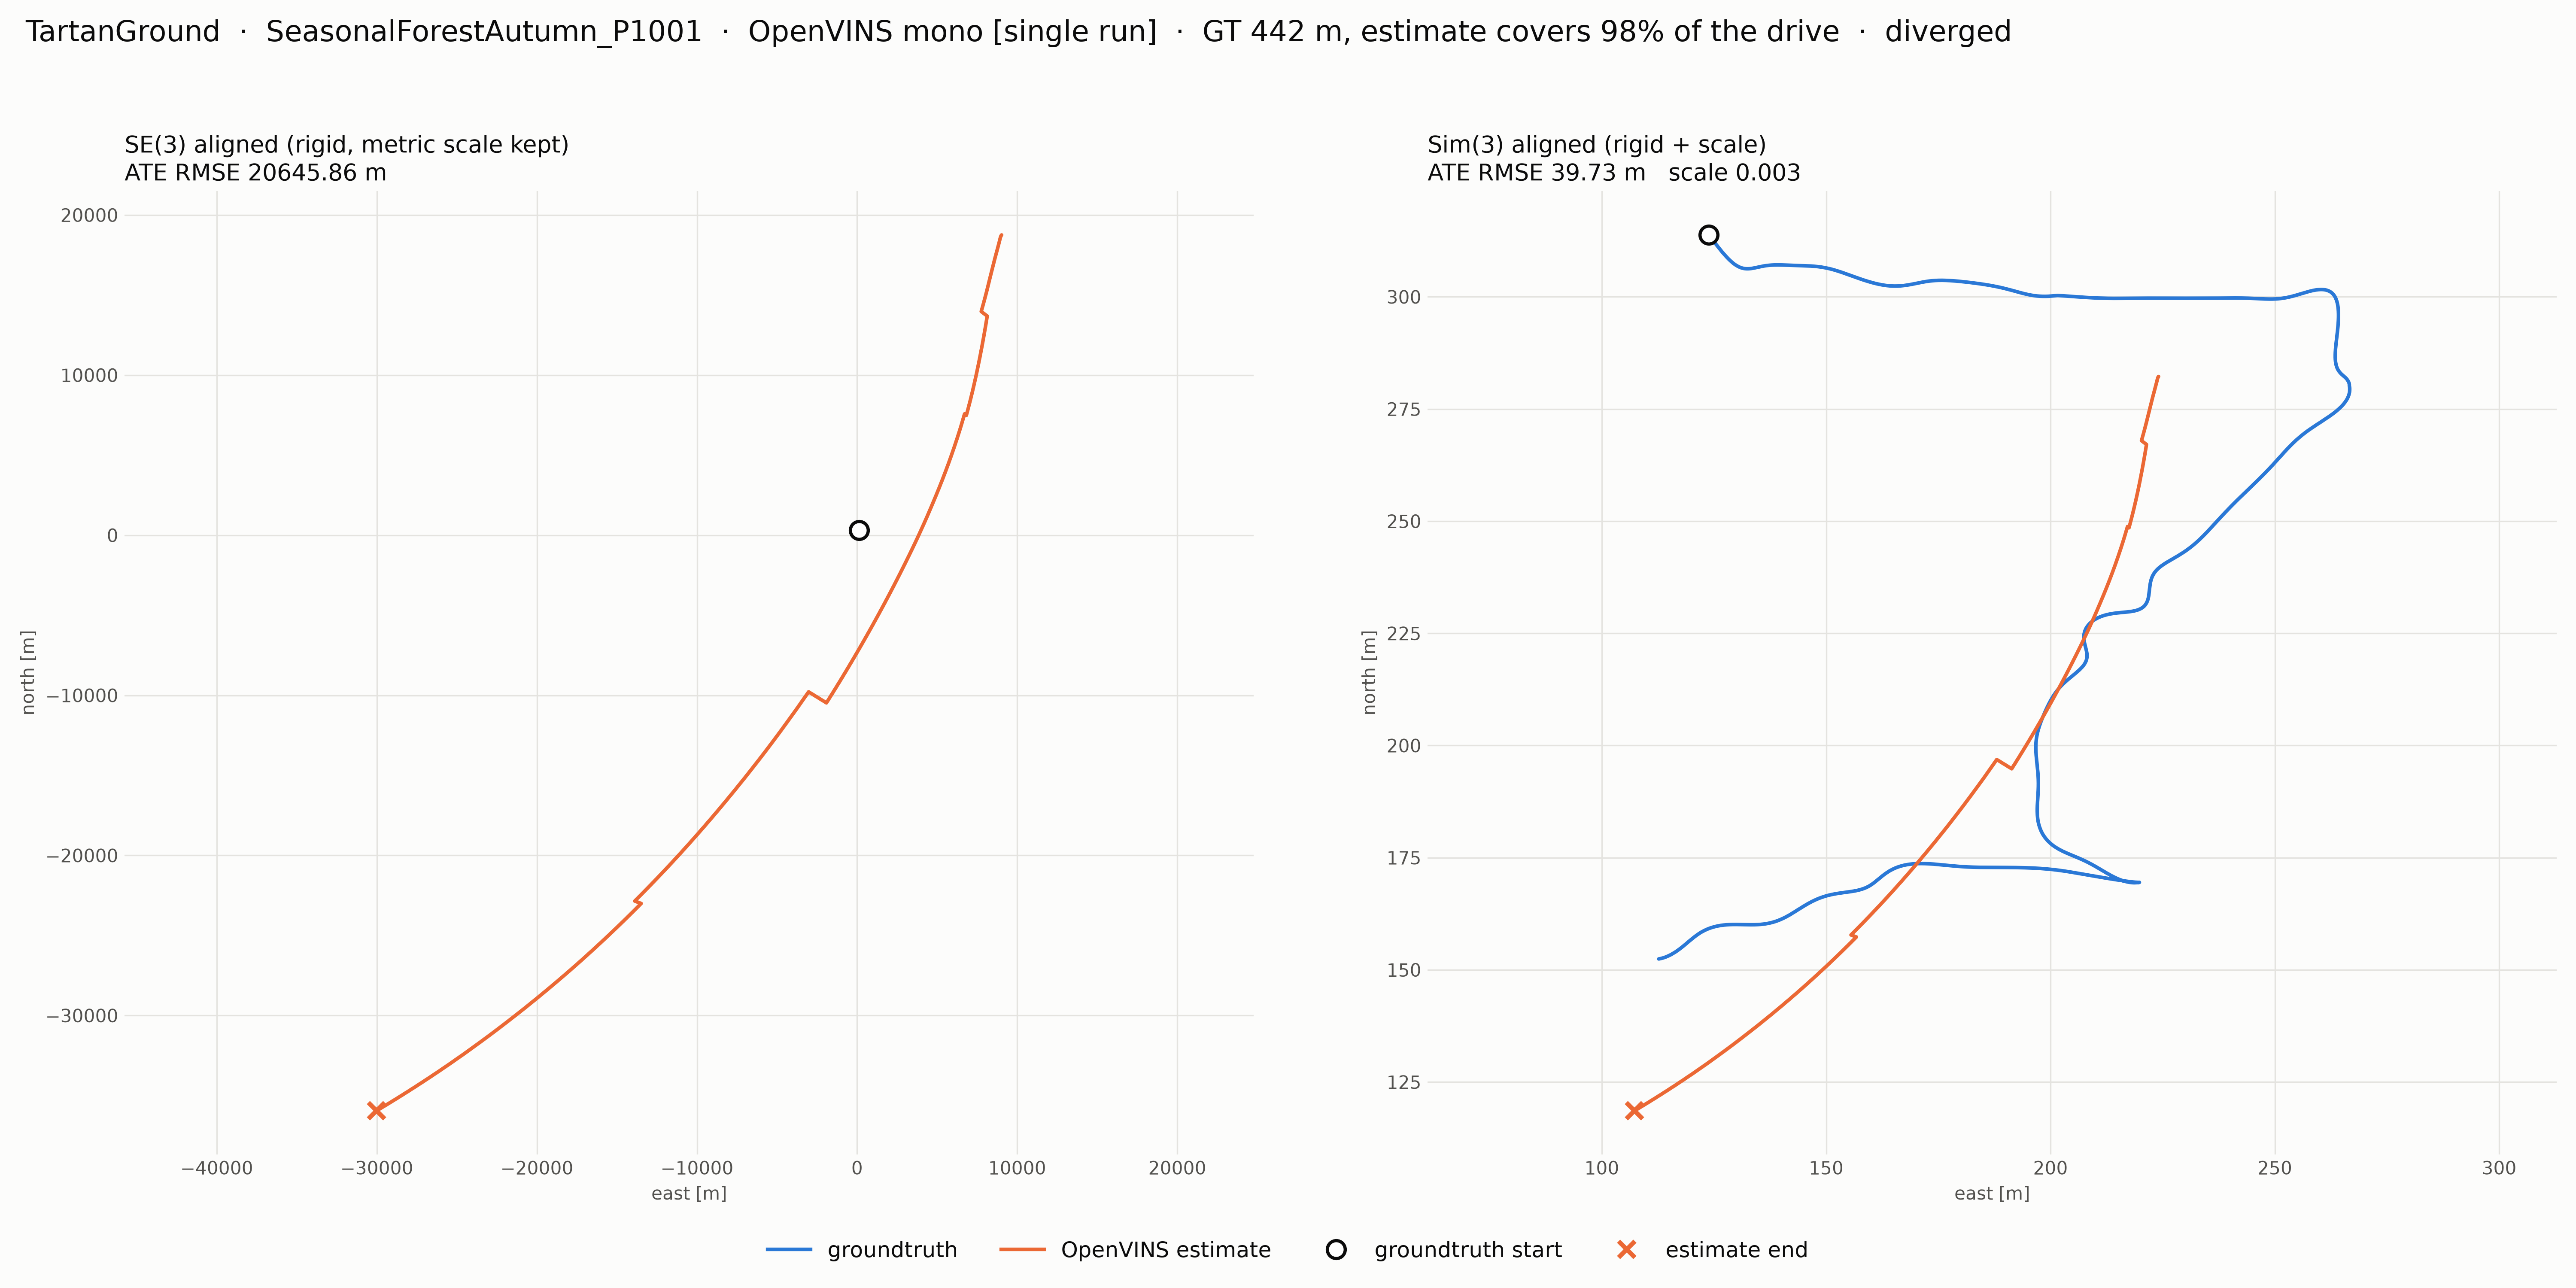 TartanGround · SeasonalForestAutumn_P1001 · OpenVINS mono [single run] · GT 442 m, estimate covers 98% of the drive · diverged
SE(3) aligned (rigid, metric scale kept)
ATE RMSE 20645.86 m
20000
10000
0
−10000
−20000
−30000
north [m]
−40000
−30000
−20000
−10000
0
10000
20000
east [m]
Sim(3) aligned (rigid + scale)
ATE RMSE 39.73 m   scale 0.003
300
275
250
225
200
175
150
125
north [m]
100
150
200
250
300
east [m]
groundtruth
OpenVINS estimate
groundtruth start
estimate end